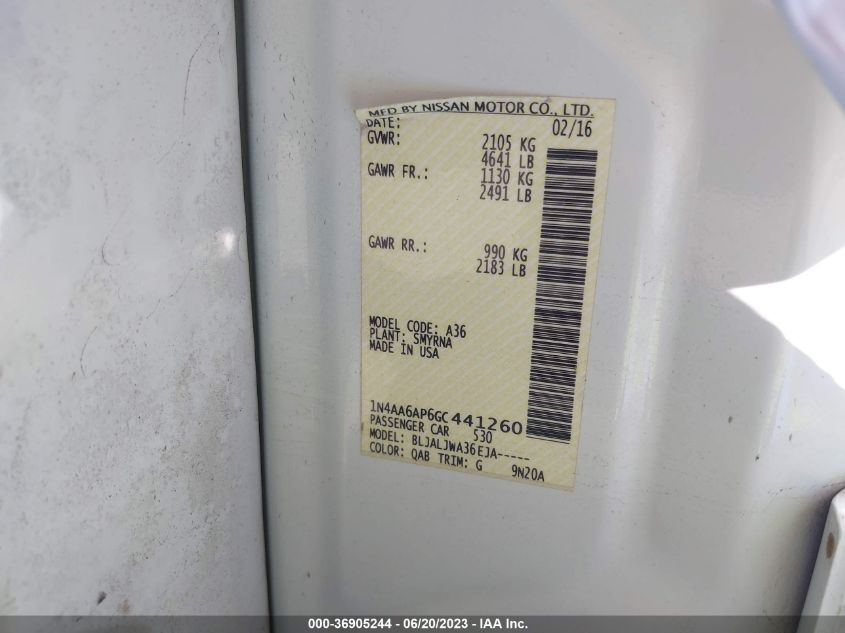 MFD BY NISSAN MOTOR CO., LTD.
DATE: 02/16
GVWR: 2105 KG
4641 LB
GAWR FR.: 1130 KG
2491 LB
GAWR RR.: 990 KG
2183 LB
MODEL CODE: A36
PLANT: SMYRNA
MADE IN USA
1N4AA6AP6GC441260
PASSENGER CAR 530
MODEL: BLJALJWA36EJA-----
COLOR: QAB TRIM: G 9N20A
000-36905244 - 06/20/2023 - IAA Inc.